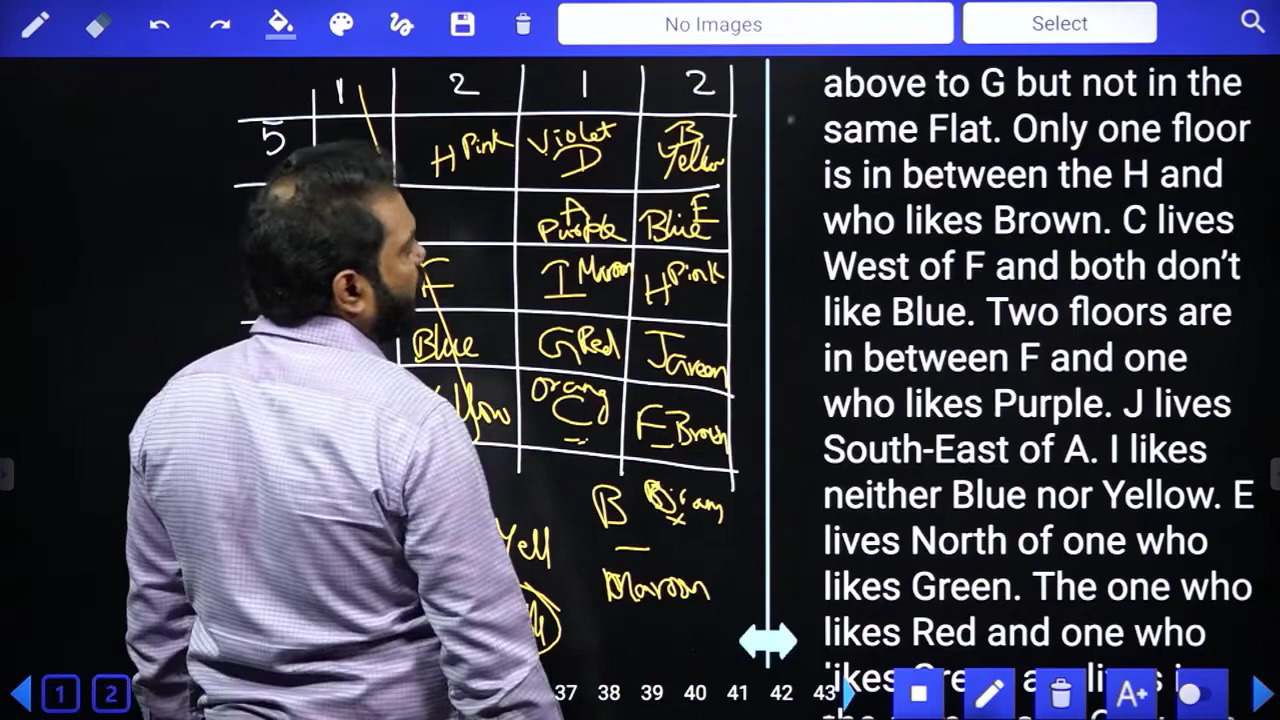 No Images
Select
1 2 1 2
5
H Pink
Violet
D
B
Yellow
A
Purple
E
Blue
F
I Maroon
H Pink
Blue
G Red
J Green
Orang
C
F Brown
B
Yell
Maroon
above to G but not in the
same Flat. Only one floor
is in between the H and
who likes Brown. C lives
West of F and both don’t
like Blue. Two floors are
in between F and one
who likes Purple. J lives
South-East of A. I likes
neither Blue nor Yellow. E
lives North of one who
likes Green. The one who
likes Red and one who
1 2
37 38 39 40 41 42 43
A+